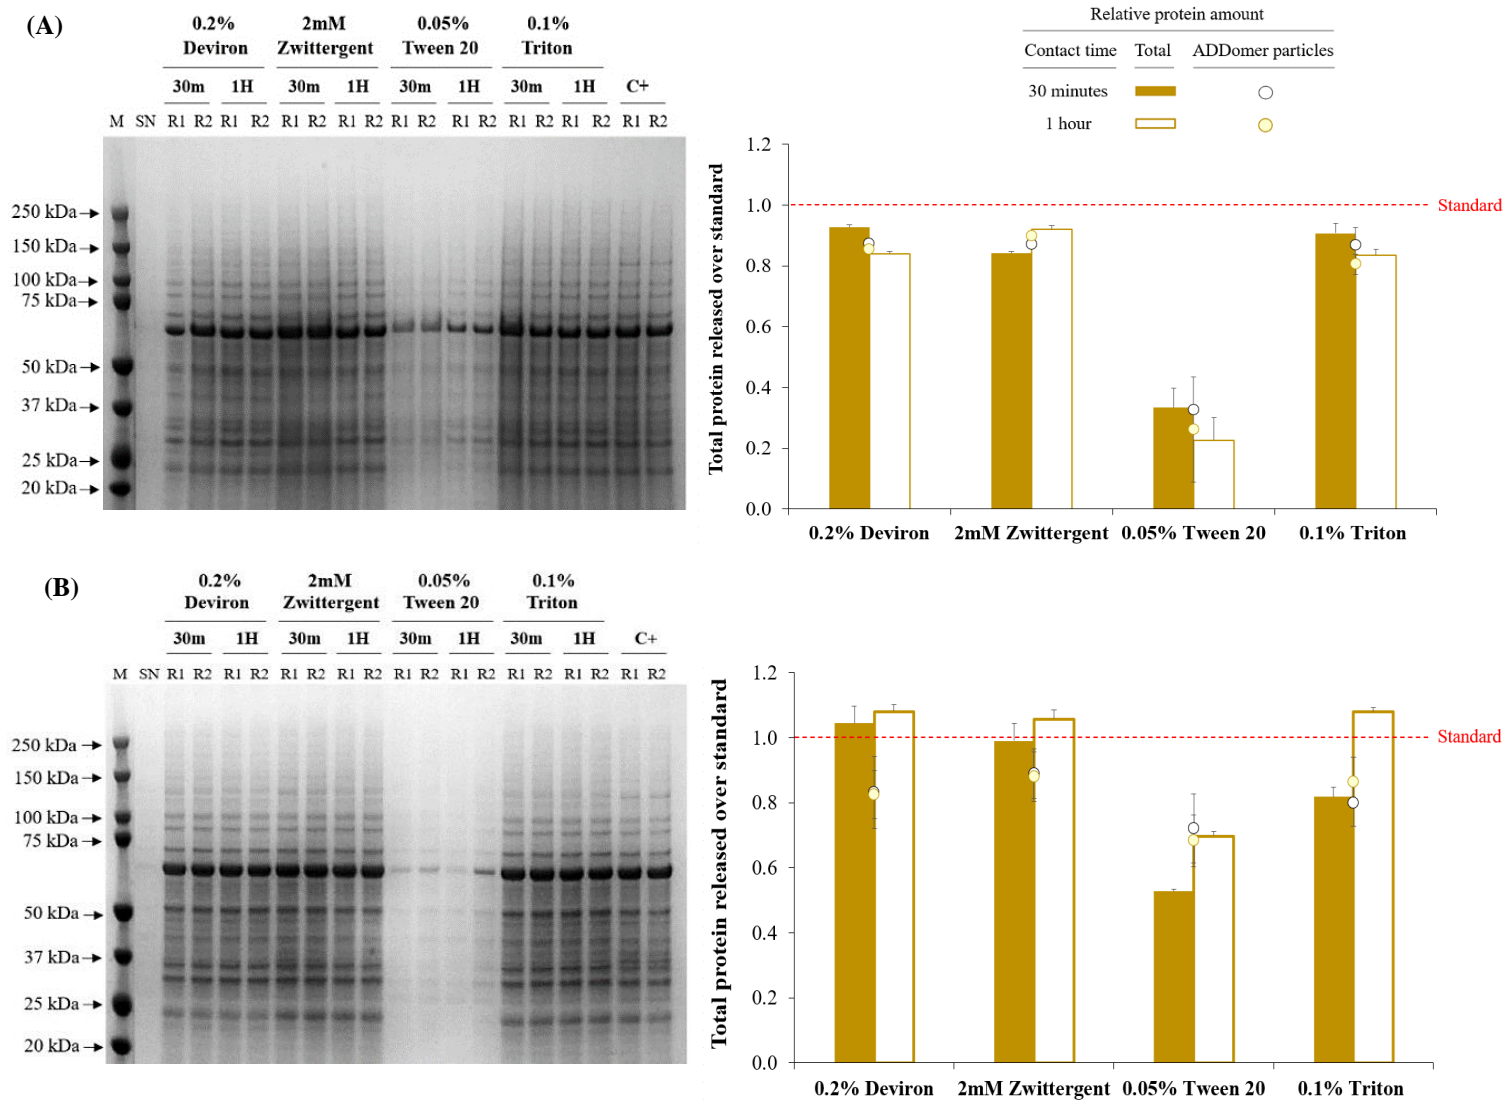 (A)
0.2% 2mM 0.05% 0.1%
Deviron Zwittergent Tween 20 Triton
30m 1H 30m 1H 30m 1H 30m 1H C+
M SN R1 R2 R1 R2 R1 R2 R1 R2 R1 R2 R1 R2 R1 R2 R1 R2 R1 R2
250 kDa
150 kDa
100 kDa
75 kDa
50 kDa
37 kDa
25 kDa
20 kDa
Relative protein amount
Contact time Total ADDomer particles
30 minutes
1 hour
Total protein released over standard
1.2
1.0
0.8
0.6
0.4
0.2
0.0
Standard
0.2% Deviron 2mM Zwittergent 0.05% Tween 20 0.1% Triton
(B)
0.2% 2mM 0.05% 0.1%
Deviron Zwittergent Tween 20 Triton
30m 1H 30m 1H 30m 1H 30m 1H C+
M SN R1 R2 R1 R2 R1 R2 R1 R2 R1 R2 R1 R2 R1 R2 R1 R2 R1 R2
250 kDa
150 kDa
100 kDa
75 kDa
50 kDa
37 kDa
25 kDa
20 kDa
Total protein released over standard
1.2
1.0
0.8
0.6
0.4
0.2
0.0
Standard
0.2% Deviron 2mM Zwittergent 0.05% Tween 20 0.1% Triton